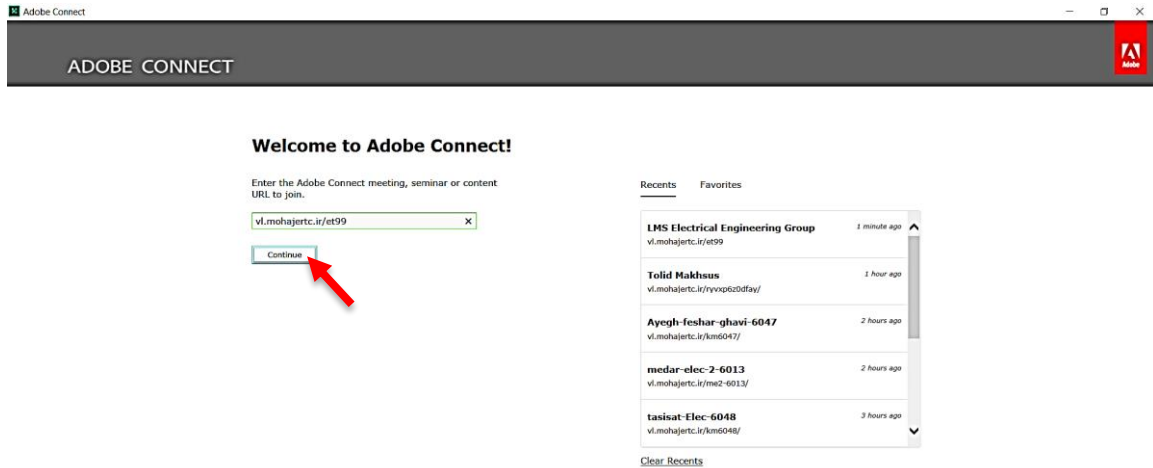 Adobe Connect
ADOBE CONNECT
Adobe
Welcome to Adobe Connect!
Enter the Adobe Connect meeting, seminar or content
URL to join.
vl.mohajertc.ir/et99
Continue
Recents Favorites
LMS Electrical Engineering Group 1 minute ago
vl.mohajertc.ir/et99
Tolid Makhsus 1 hour ago
vl.mohajertc.ir/ryvxp6z0dfay/
Ayegh-feshar-ghavi-6047 2 hours ago
vl.mohajertc.ir/km6047/
medar-elec-2-6013 2 hours ago
vl.mohajertc.ir/me2-6013/
tasisat-Elec-6048 3 hours ago
vl.mohajertc.ir/km6048/
Clear Recents